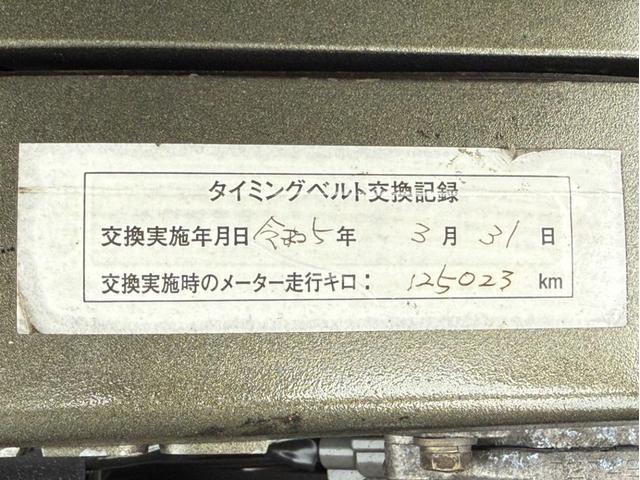 タイミングベルト交換記録
交換実施年月日 令和5年 3月 31日
交換実施時のメーター走行キロ： 125023 km